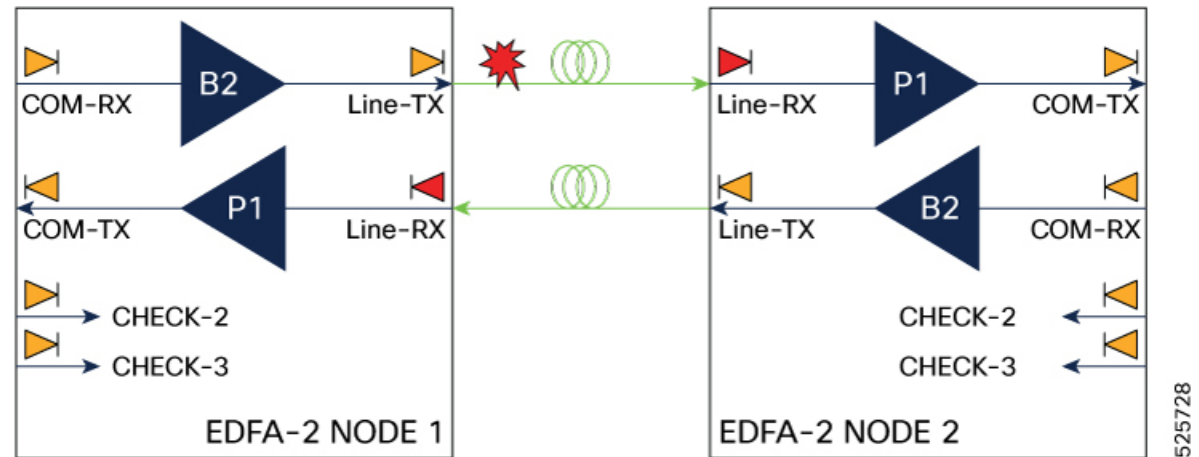 B2
COM-RX
Line-TX
P1
COM-TX
Line-RX
CHECK-2
CHECK-3
EDFA-2 NODE 1
P1
Line-RX
COM-TX
B2
Line-TX
COM-RX
CHECK-2
CHECK-3
EDFA-2 NODE 2
525728